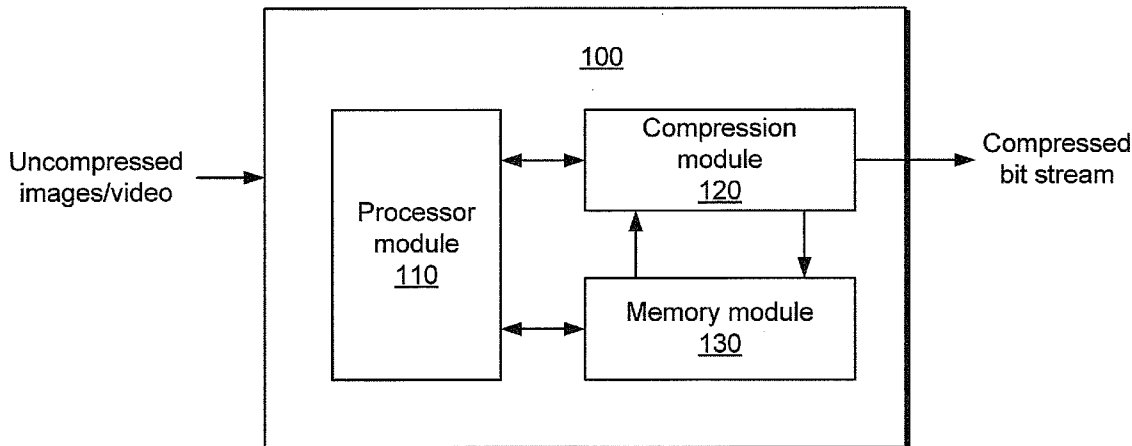 100
Uncompressed
images/video
Processor
module
110
Compression
module
120
Memory module
130
Compressed
bit stream